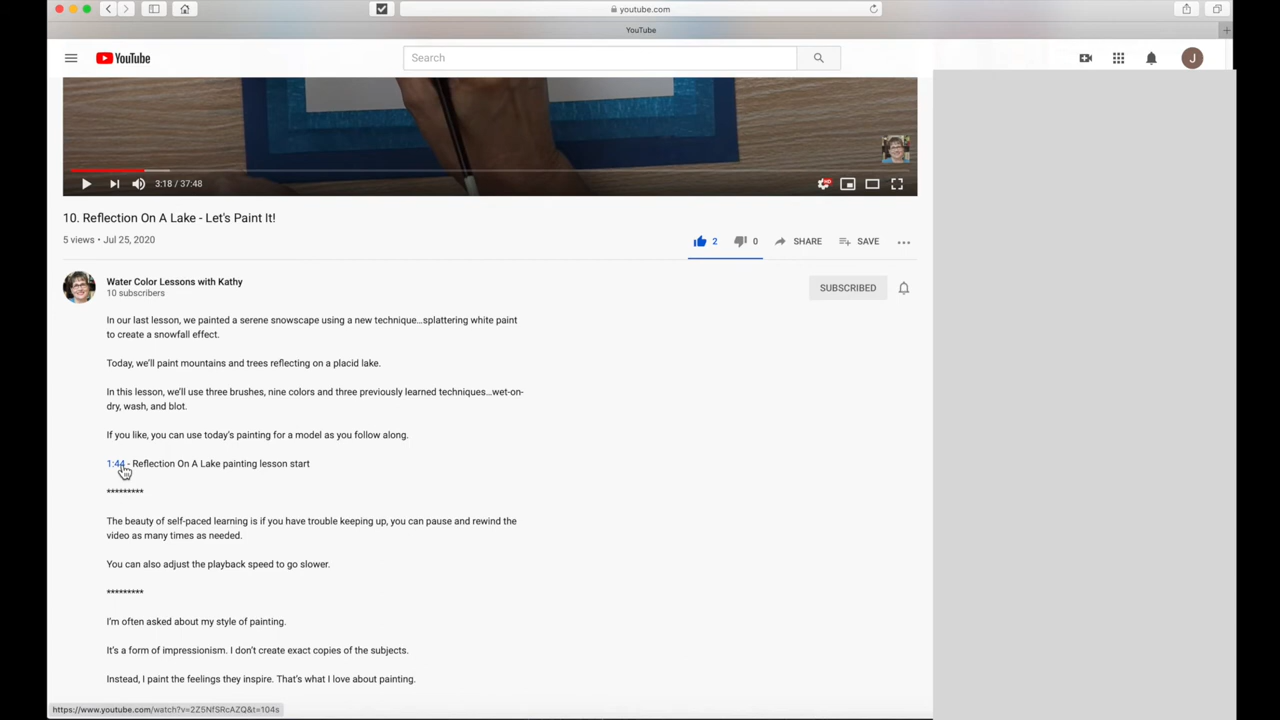 youtube.com
YouTube
YouTube
Search
J
3:18 / 37:48
HD
10. Reflection On A Lake - Let's Paint It!
5 views • Jul 25, 2020
2
0
SHARE
SAVE
Water Color Lessons with Kathy
10 subscribers
SUBSCRIBED
In our last lesson, we painted a serene snowscape using a new technique…splattering white paint
to create a snowfall effect.
Today, we'll paint mountains and trees reflecting on a placid lake.
In this lesson, we'll use three brushes, nine colors and three previously learned techniques…wet-on-
dry, wash, and blot.
If you like, you can use today's painting for a model as you follow along.
1:44 - Reflection On A Lake painting lesson start
*********
The beauty of self-paced learning is if you have trouble keeping up, you can pause and rewind the
video as many times as needed.
You can also adjust the playback speed to go slower.
*********
I'm often asked about my style of painting.
It's a form of impressionism. I don't create exact copies of the subjects.
Instead, I paint the feelings they inspire. That's what I love about painting.
https://www.youtube.com/watch?v=2Z5NfSRcAZQ&t=104s